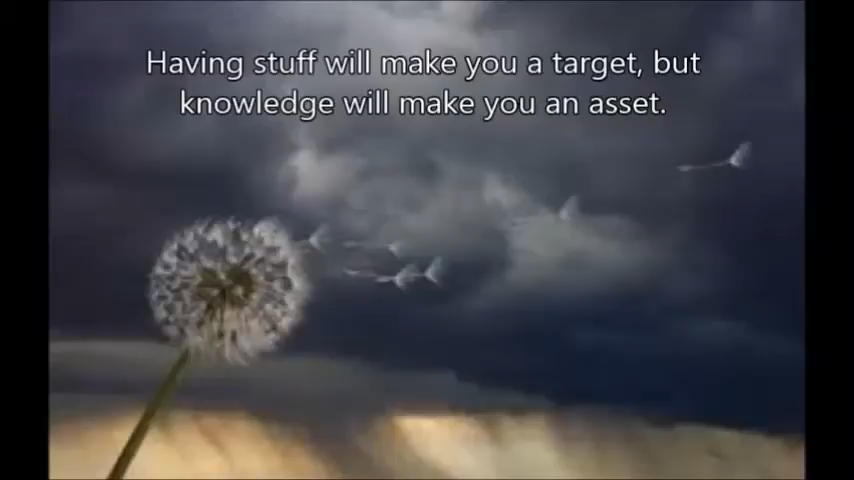 Having stuff will make you a target, but
knowledge will make you an asset.